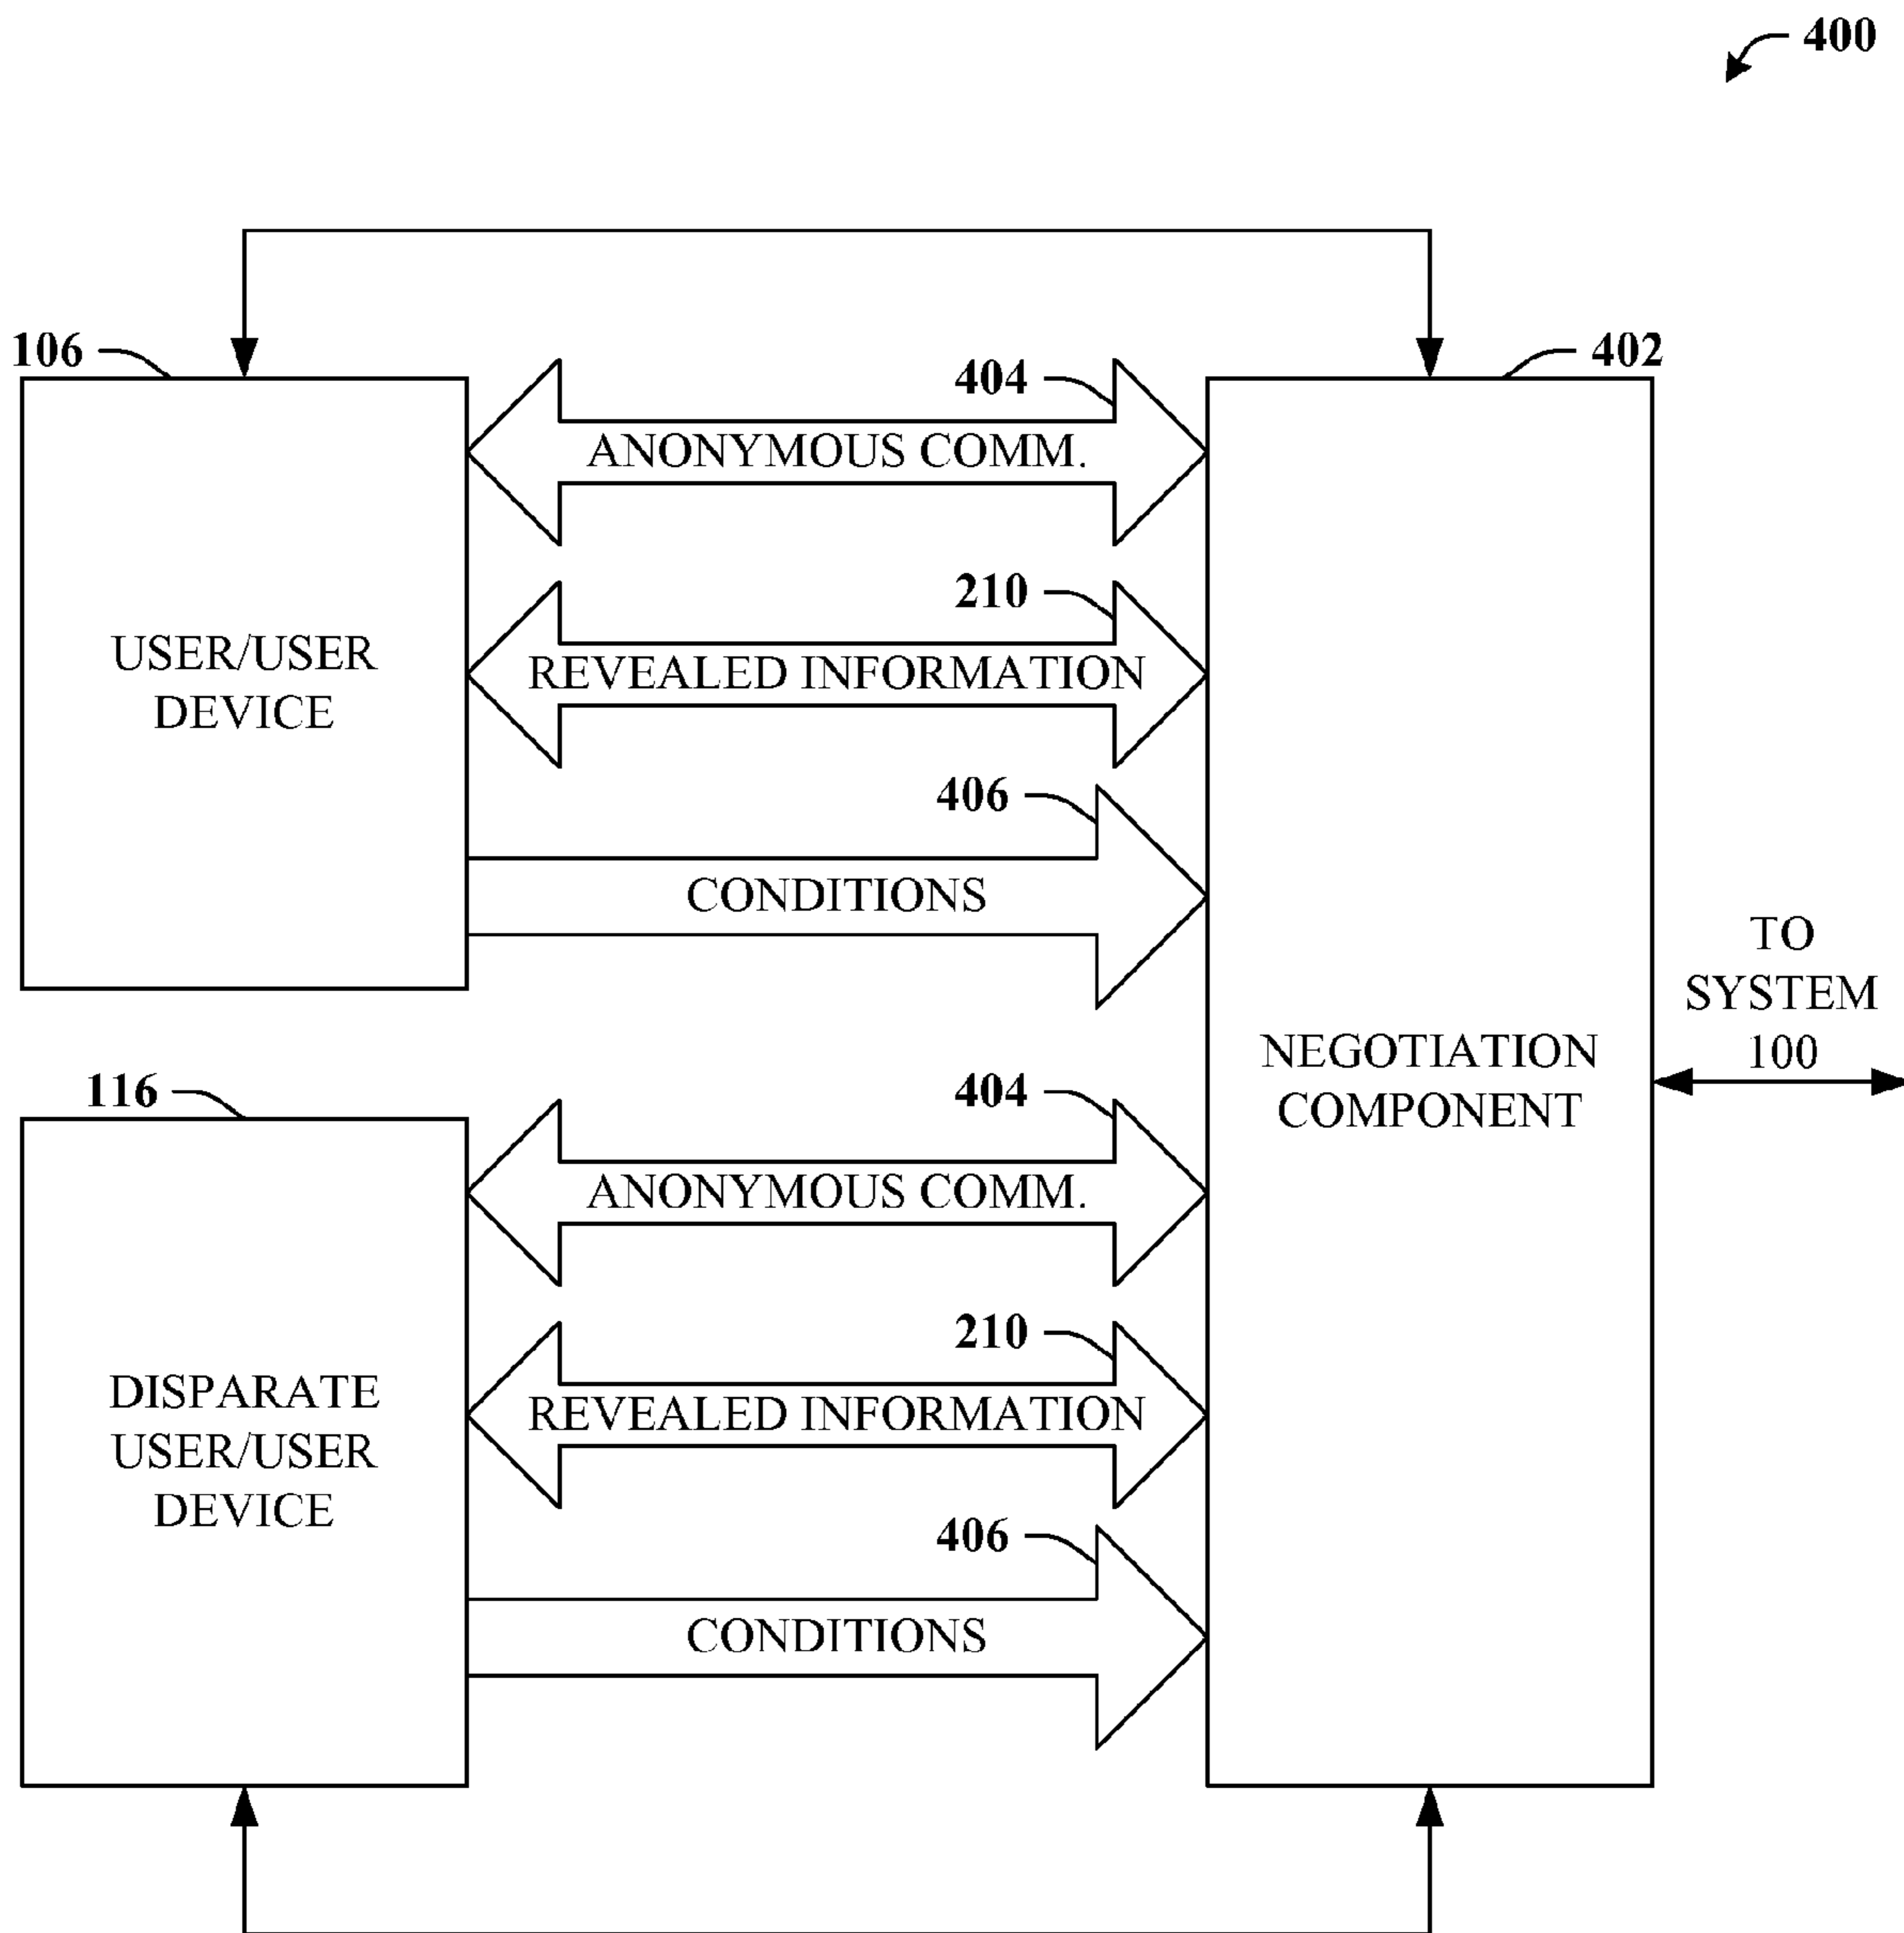 400
106
402
404
ANONYMOUS COMM.
210
USER/USER
DEVICE
REVEALED INFORMATION
406
CONDITIONS
TO
SYSTEM
100
NEGOTIATION
COMPONENT
116
404
ANONYMOUS COMM.
210
DISPARATE
USER/USER
DEVICE
REVEALED INFORMATION
406
CONDITIONS